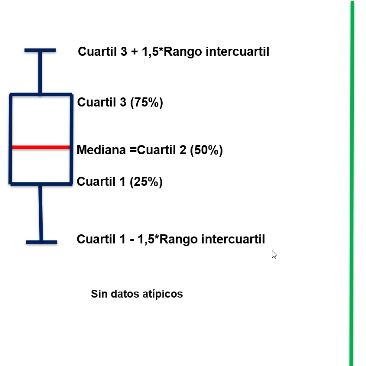 Cuartil 3 + 1,5*Rango intercuartil
Cuartil 3 (75%)
Mediana =Cuartil 2 (50%)
Cuartil 1 (25%)
Cuartil 1 - 1,5*Rango intercuartil
Sin datos atípicos